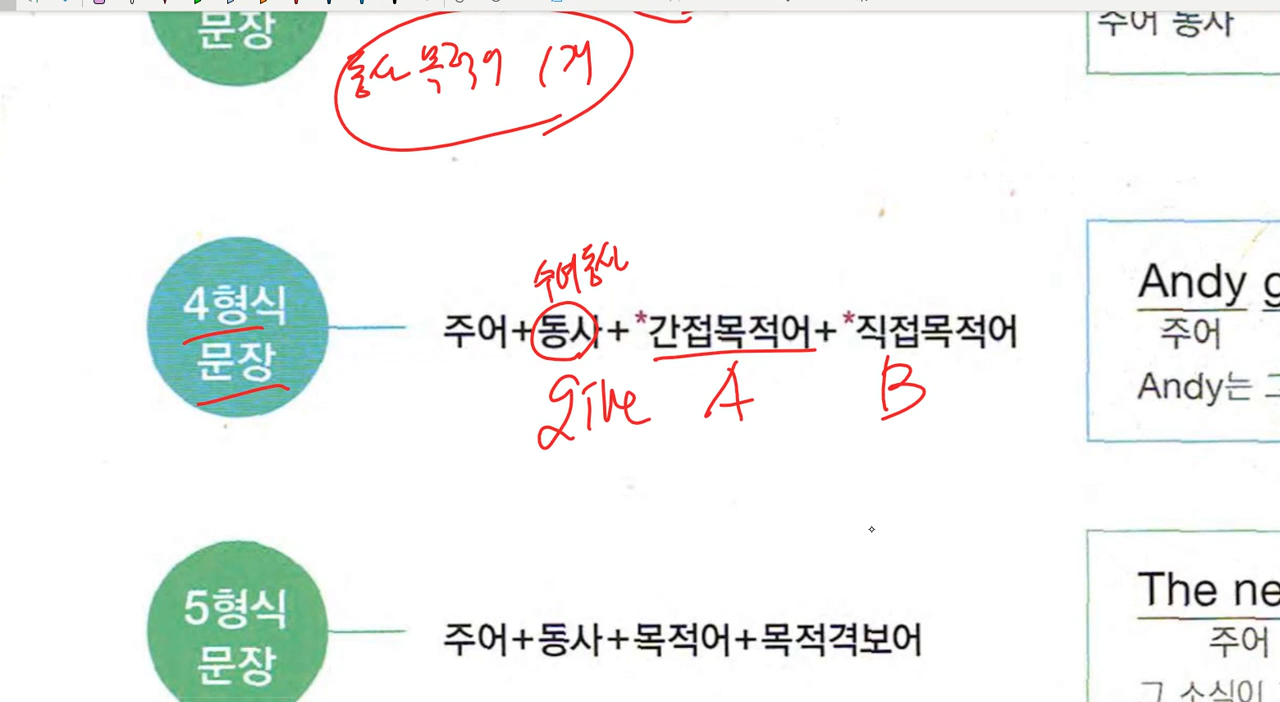 문장
동사 목적어 1개
주어 동사
수여동사
4형식
문장
주어+동사+*간접목적어+*직접목적어
give A B
Andy g
주어
Andy는 그
5형식
문장
주어+동사+목적어+목적격보어
The ne
주어
그 소식이